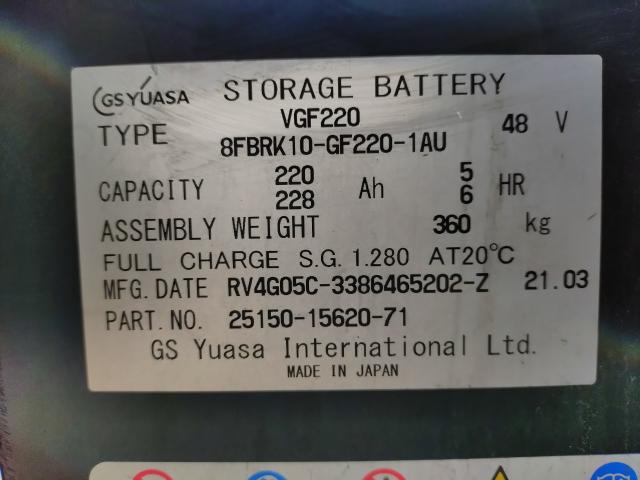 GS YUASA STORAGE BATTERY
TYPE VGF220 48 V
8FBRK10-GF220-1AU
CAPACITY 220 Ah 5 HR
228 6
ASSEMBLY WEIGHT 360 kg
FULL CHARGE S.G. 1.280 AT20℃
MFG.DATE RV4G05C-3386465202-Z 21.03
PART.NO. 25150-15620-71
GS Yuasa International Ltd.
MADE IN JAPAN